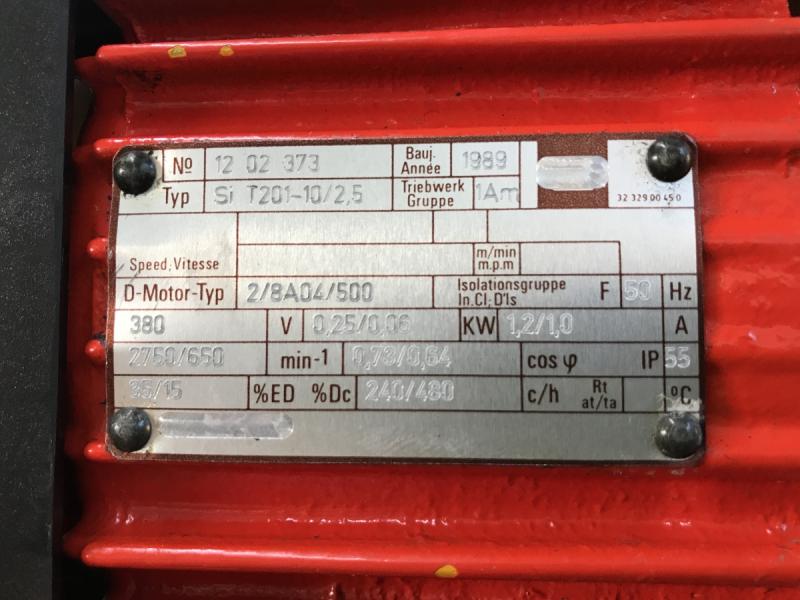 No 12 02 373 Bauj. Année 1989
Typ Si T201-10/2,5 Triebwerk Gruppe 1Am
32 329 00 45 0
Speed; Vitesse m/min m.p.m
D-Motor-Typ 2/8A04/500 Isolationsgruppe In.Cl; D'ls F 50 Hz
380 V 0,25/0,06 KW 1,2/1,0 A
2750/650 min-1 0,73/0,64 cos φ IP 55
35/15 %ED %Dc 240/480 c/h Rt at/ta °C